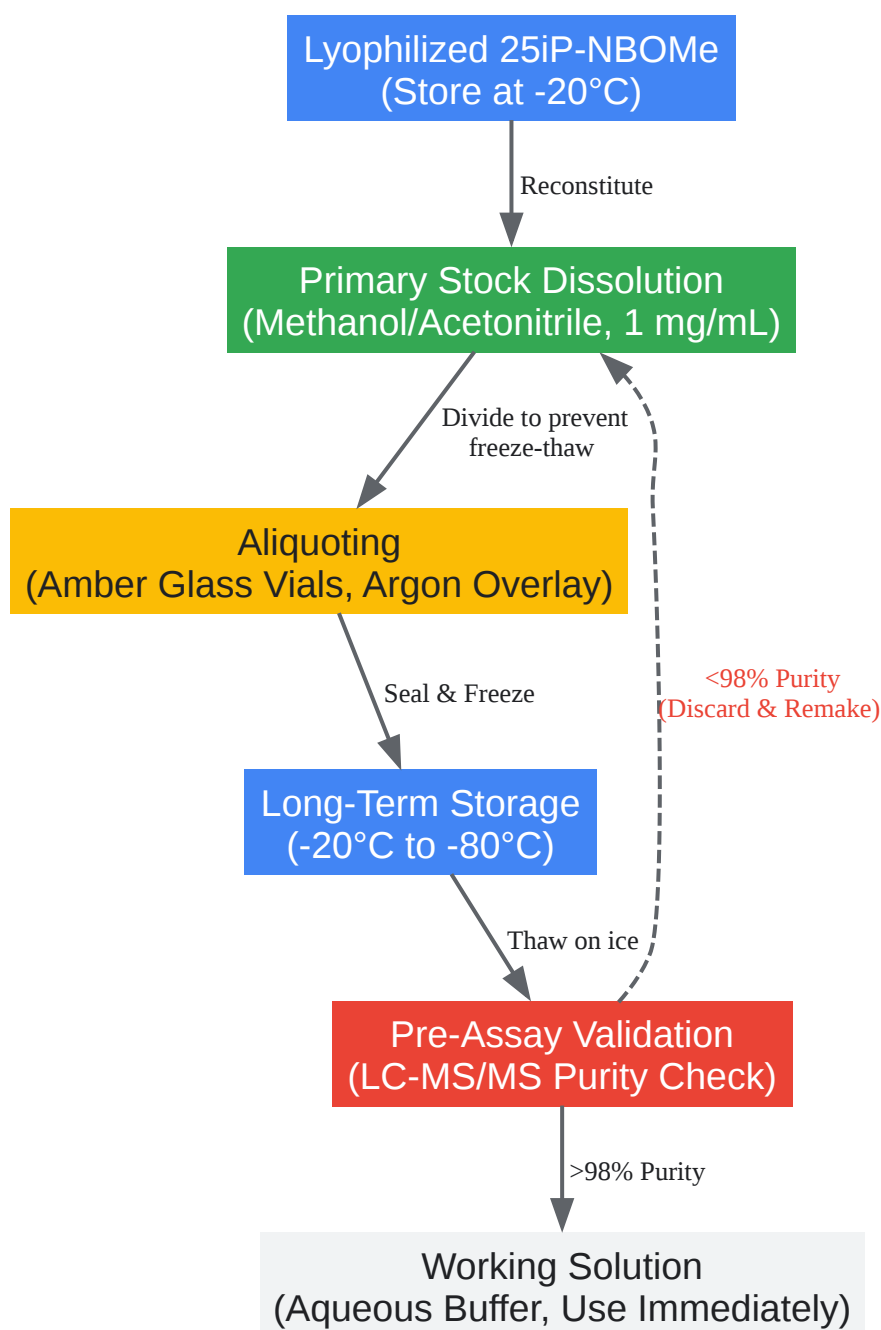 Lyophilized 25iP-NBOMe
(Store at -20°C)
Reconstitute
Primary Stock Dissolution
(Methanol/Acetonitrile, 1 mg/mL)
Divide to prevent
freeze-thaw
Aliquoting
(Amber Glass Vials, Argon Overlay)
<98% Purity
(Discard & Remake)
Seal & Freeze
Long-Term Storage
(-20°C to -80°C)
Thaw on ice
Pre-Assay Validation
(LC-MS/MS Purity Check)
>98% Purity
Working Solution
(Aqueous Buffer, Use Immediately)